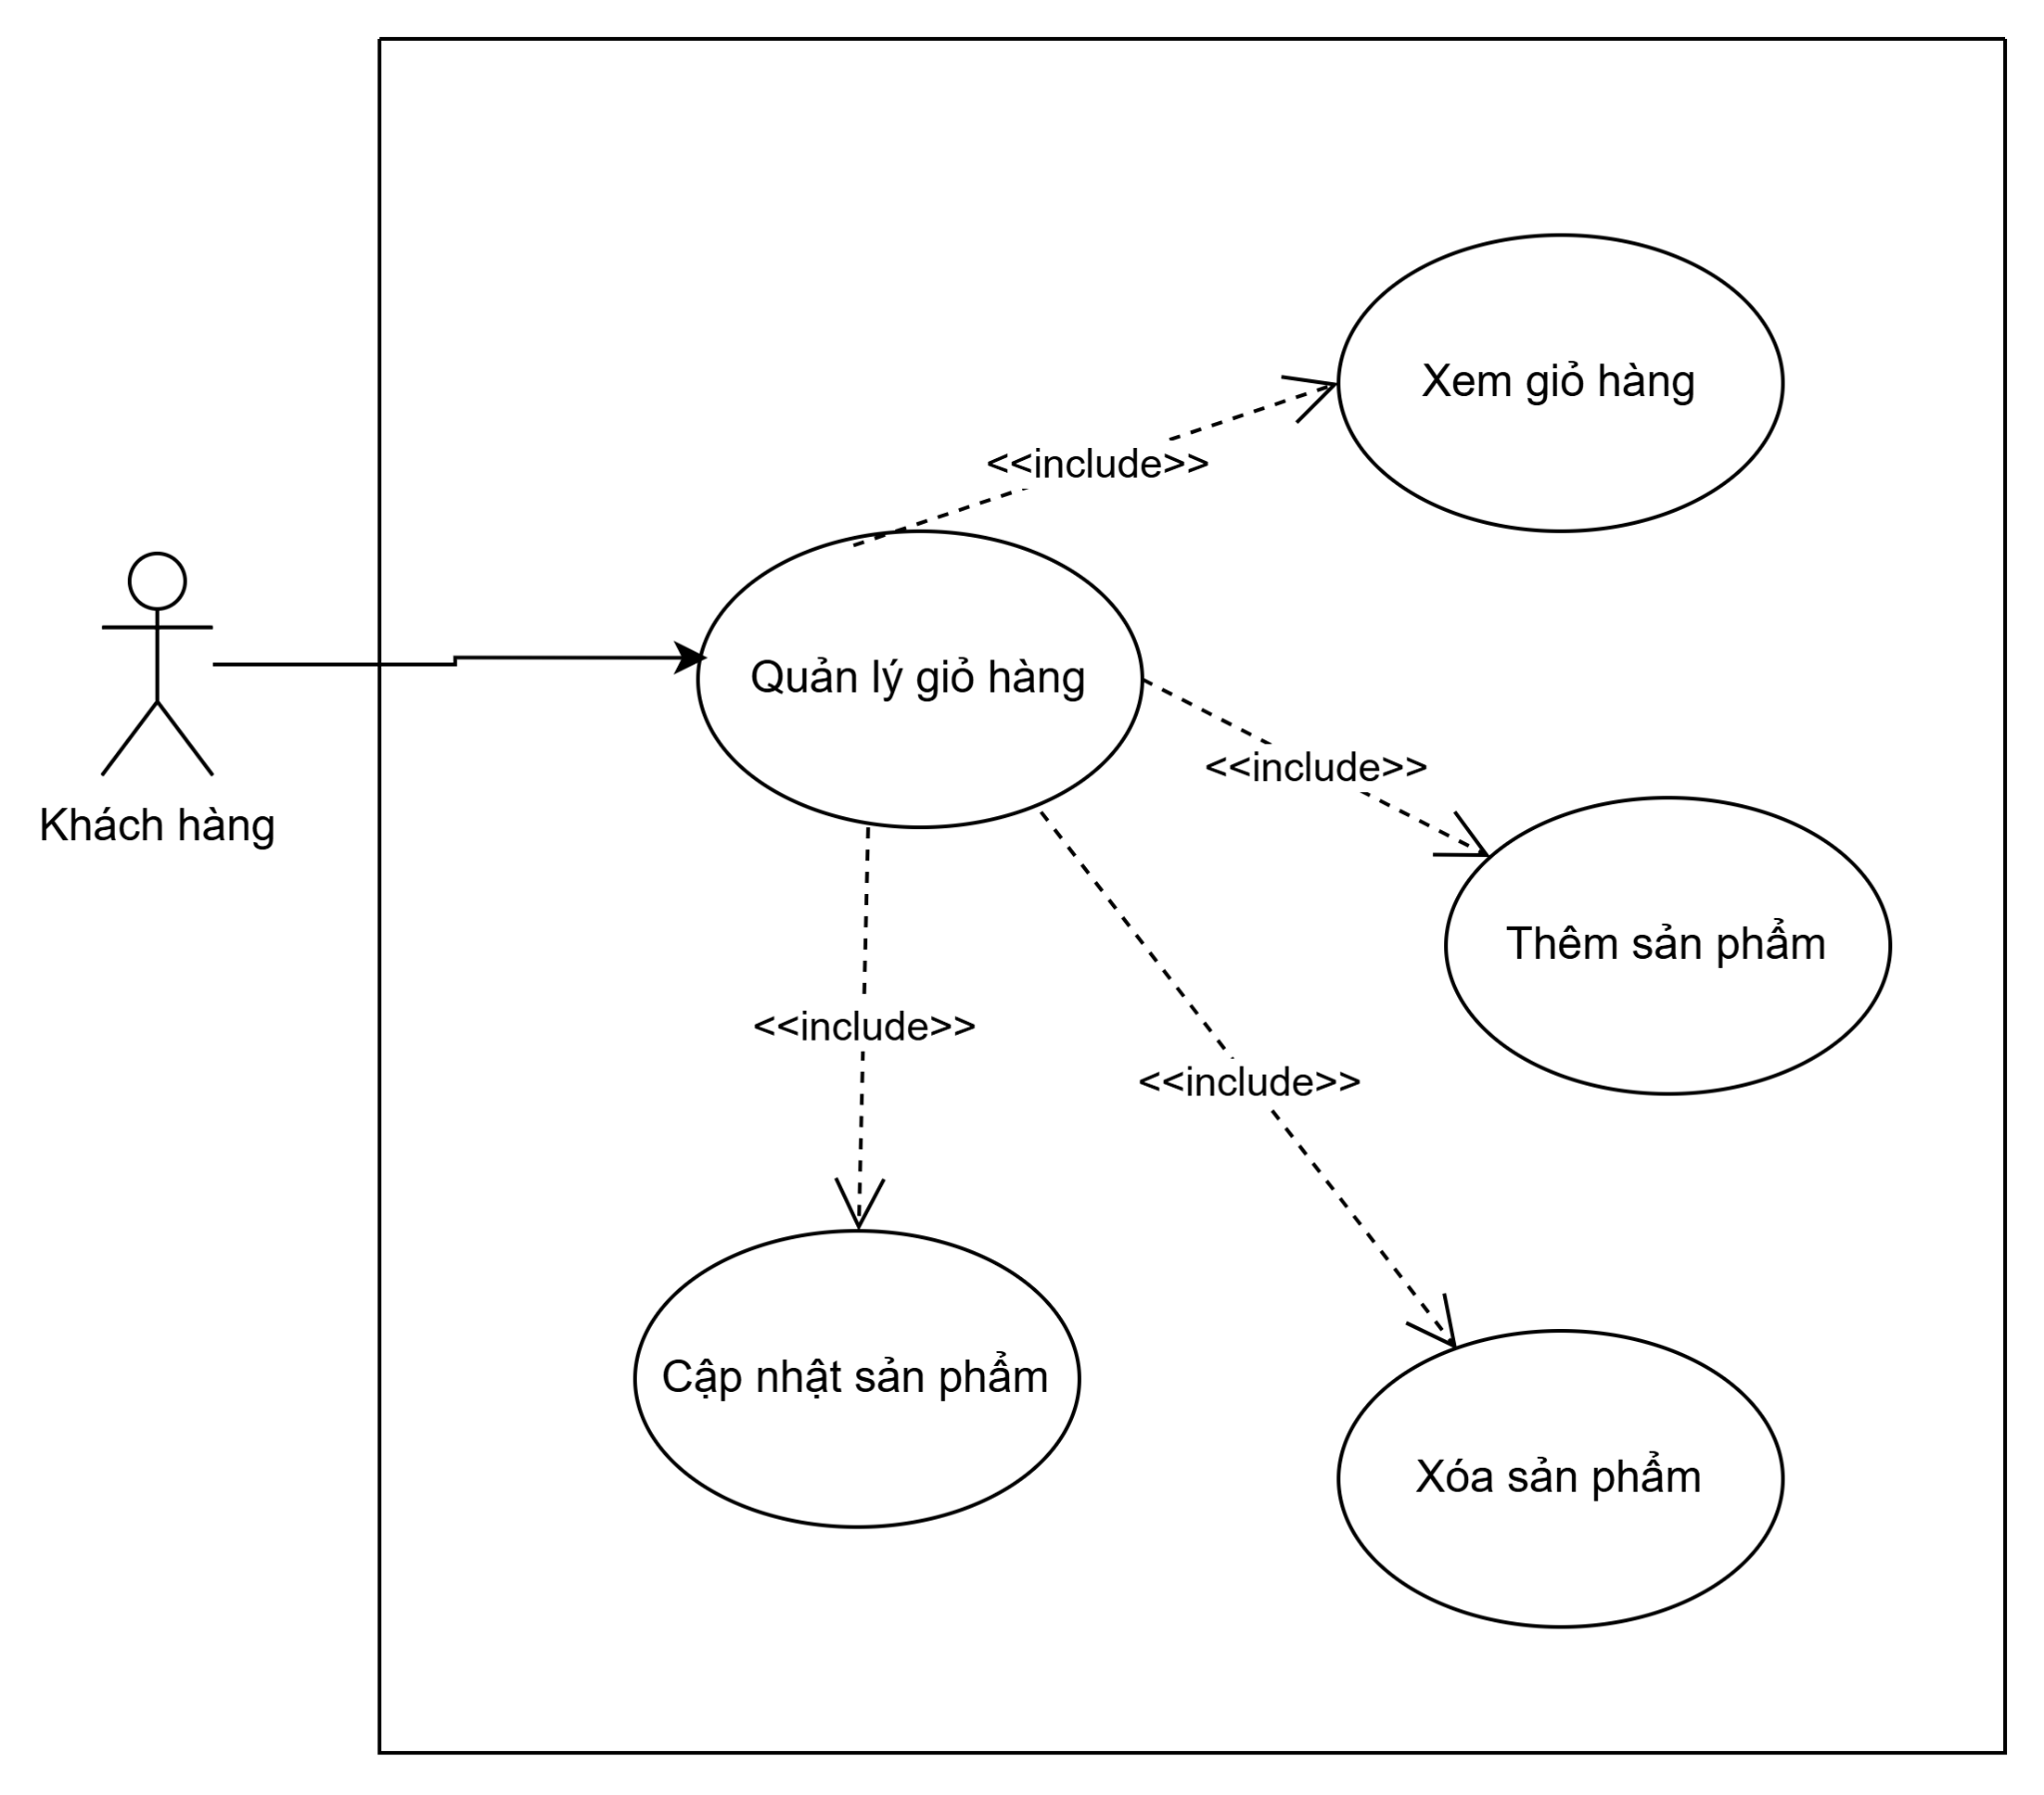 Xem giỏ hàng
<<include>>
Quản lý giỏ hàng
<<include>>
Khách hàng
Thêm sản phẩm
<<include>>
<<include>>
Cập nhật sản phẩm
Xóa sản phẩm